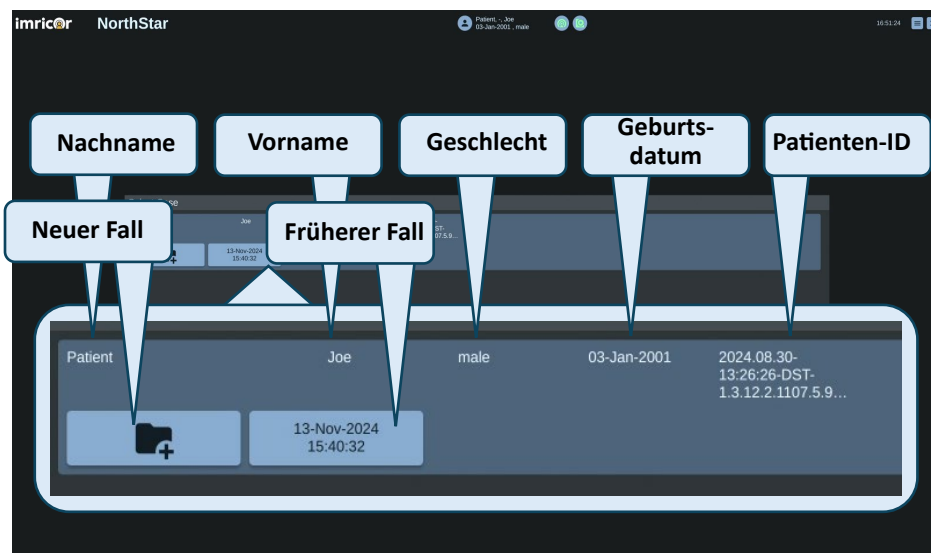 imricor NorthStar
Patient, -, Joe
03-Jan-2001 , male
16:51:24
Nachname
Vorname
Geschlecht
Geburts-
datum
Patienten-ID
Neuer Fall
Früherer Fall
Joe
13-Nov-2024
15:40:32
Patient
Joe
male
03-Jan-2001
2024.08.30-
13:26:26-DST-
1.3.12.2.1107.5.9...
13-Nov-2024
15:40:32